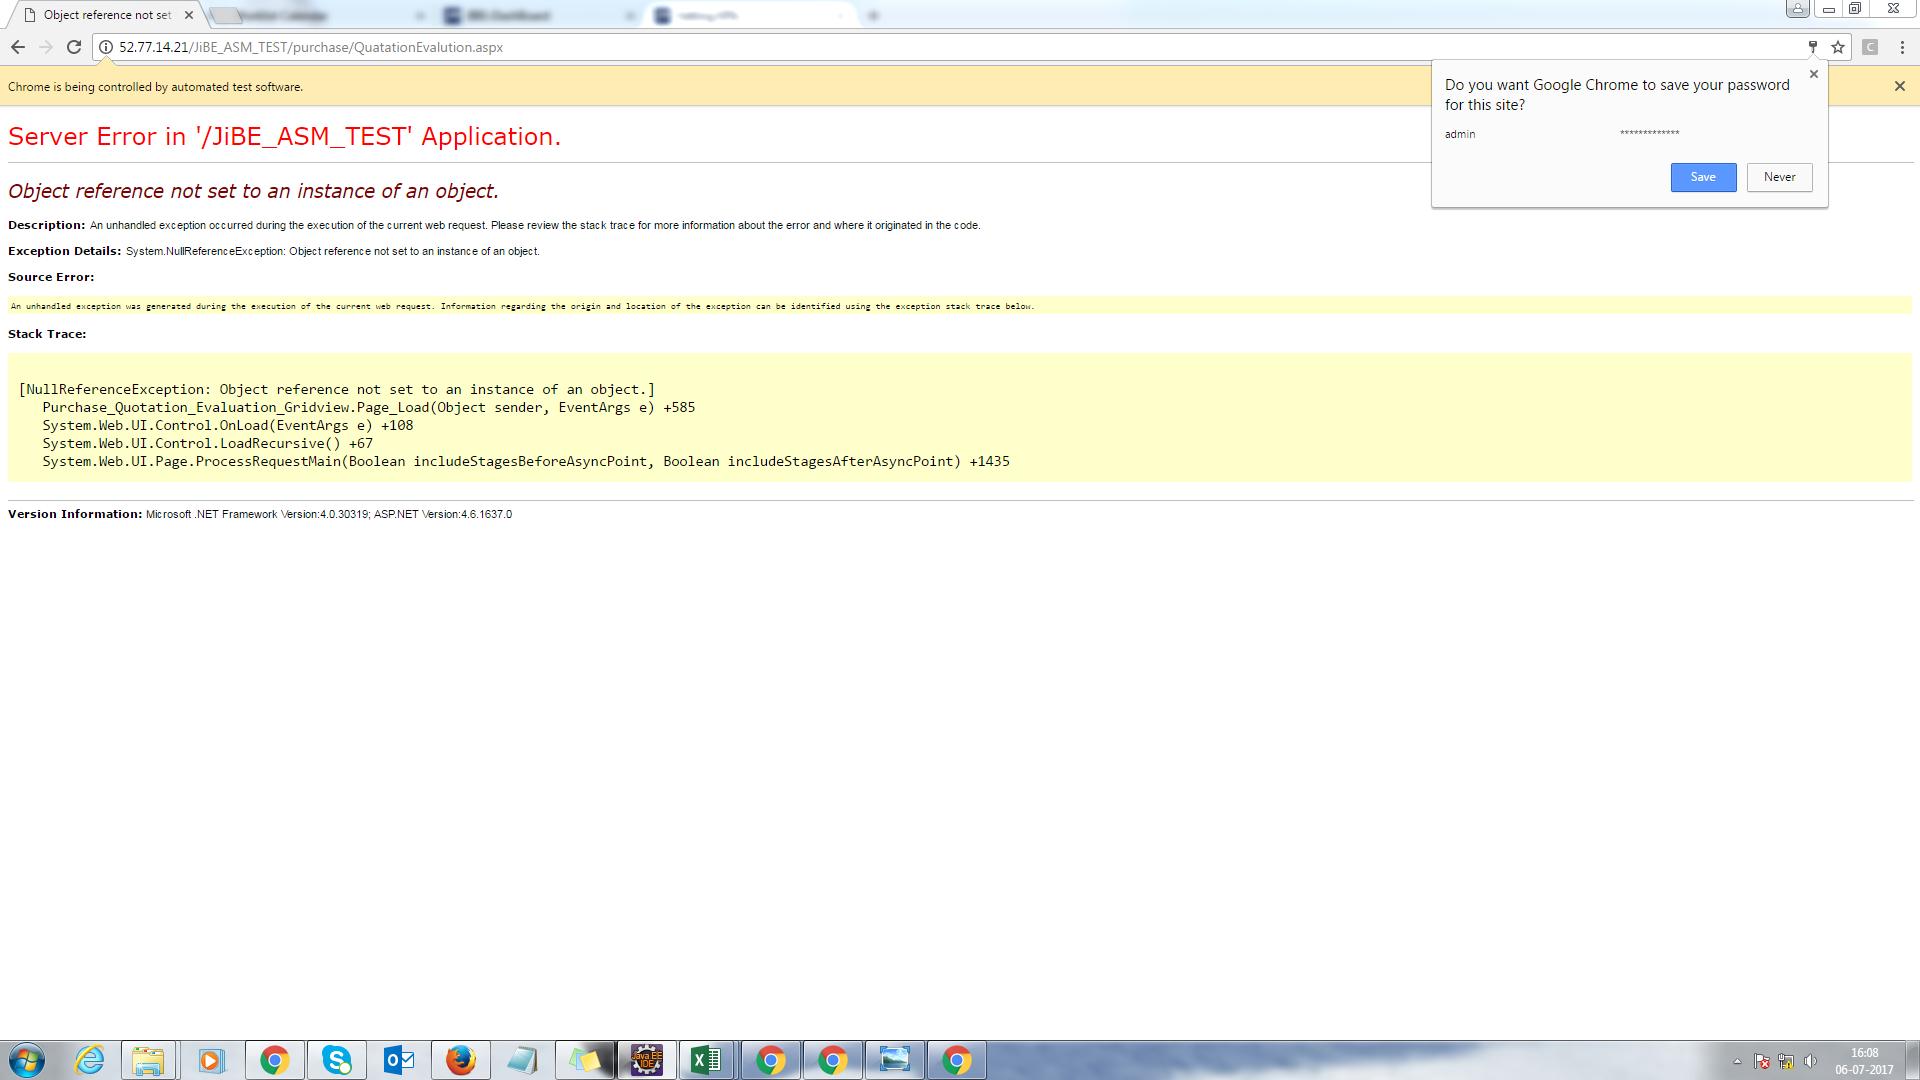 Object reference not set
52.77.14.21/JiBE_ASM_TEST/purchase/QuatationEvalution.aspx
C
Chrome is being controlled by automated test software.
Do you want Google Chrome to save your password
for this site?
admin *************
Save Never
Server Error in '/JiBE_ASM_TEST' Application.
Object reference not set to an instance of an object.
Description: An unhandled exception occurred during the execution of the current web request. Please review the stack trace for more information about the error and where it originated in the code.
Exception Details: System.NullReferenceException: Object reference not set to an instance of an object.
Source Error:
An unhandled exception was generated during the execution of the current web request. Information regarding the origin and location of the exception can be identified using the exception stack trace below.
Stack Trace:
[NullReferenceException: Object reference not set to an instance of an object.]
Purchase_Quotation_Evaluation_Gridview.Page_Load(Object sender, EventArgs e) +585
System.Web.UI.Control.OnLoad(EventArgs e) +108
System.Web.UI.Control.LoadRecursive() +67
System.Web.UI.Page.ProcessRequestMain(Boolean includeStagesBeforeAsyncPoint, Boolean includeStagesAfterAsyncPoint) +1435
Version Information: Microsoft .NET Framework Version:4.0.30319; ASP.NET Version:4.6.1637.0
Java EE
IDE
16:08
06-07-2017